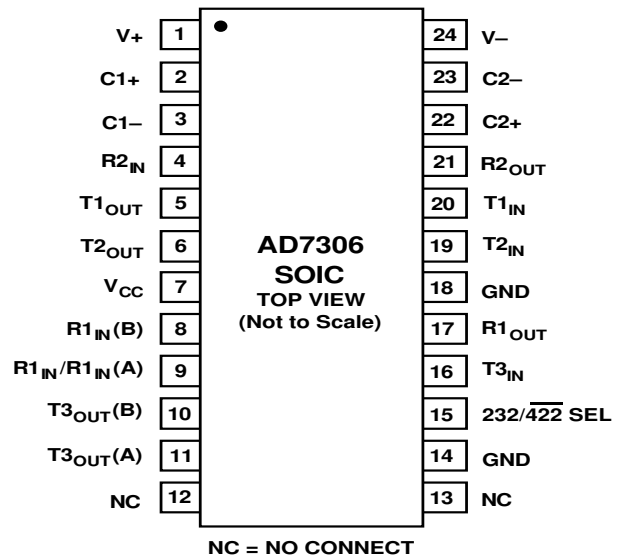 V+ 1 24 V–
C1+ 2 23 C2–
C1– 3 22 C2+
R2IN 4 21 R2OUT
T1OUT 5 20 T1IN
T2OUT 6 19 T2IN
VCC 7 18 GND
R1IN(B) 8 17 R1OUT
R1IN/R1IN(A) 9 16 T3IN
T3OUT(B) 10 15 232/4̅2̅2̅ SEL
T3OUT(A) 11 14 GND
NC 12 13 NC
AD7306
SOIC
TOP VIEW
(Not to Scale)
NC = NO CONNECT